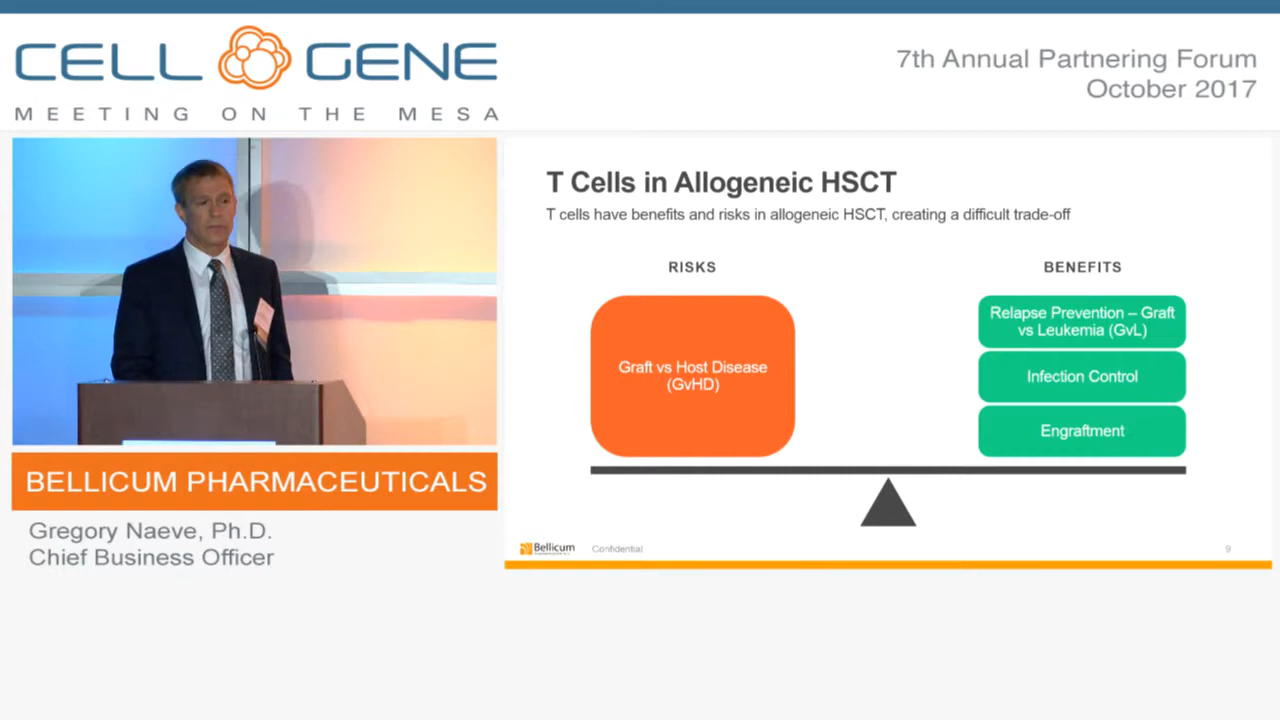 CELL GENE
MEETING ON THE MESA
7th Annual Partnering Forum
October 2017
T Cells in Allogeneic HSCT
T cells have benefits and risks in allogeneic HSCT, creating a difficult trade-off
RISKS
BENEFITS
Graft vs Host Disease
(GvHD)
Relapse Prevention – Graft
vs Leukemia (GvL)
Infection Control
Engraftment
Bellicum
Confidential
9
BELLICUM PHARMACEUTICALS
Gregory Naeve, Ph.D.
Chief Business Officer